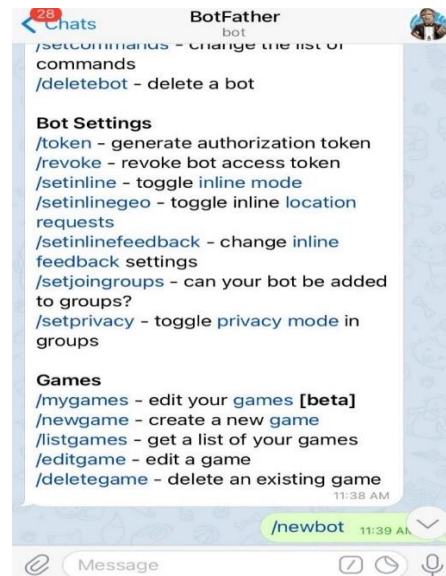 28
Chats
BotFather
bot
/setcommands - change the list of
commands
/deletebot - delete a bot
Bot Settings
/token - generate authorization token
/revoke - revoke bot access token
/setinline - toggle inline mode
/setinlinegeo - toggle inline location
requests
/setinlinefeedback - change inline
feedback settings
/setjoingroups - can your bot be added
to groups?
/setprivacy - toggle privacy mode in
groups
Games
/mygames - edit your games [beta]
/newgame - create a new game
/listgames - get a list of your games
/editgame - edit a game
/deletegame - delete an existing game
11:38 AM
/newbot 11:39 AM
Message